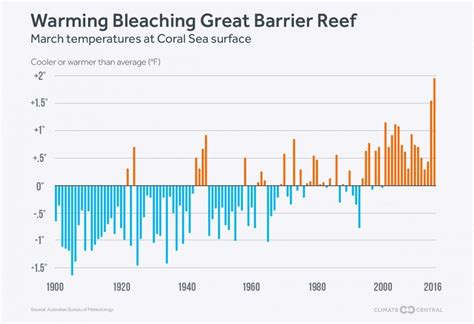 Warming Bleaching Great Barrier Reef
March temperatures at Coral Sea surface
Cooler or warmer than average (°F)
+2°
+1.5°
+1°
+.5°
0°
-.5°
-1°
-1.5°
1900 1920 1940 1960 1980 2000 2016
Source: Australian Bureau of Meteorology
CLIMATE CENTRAL